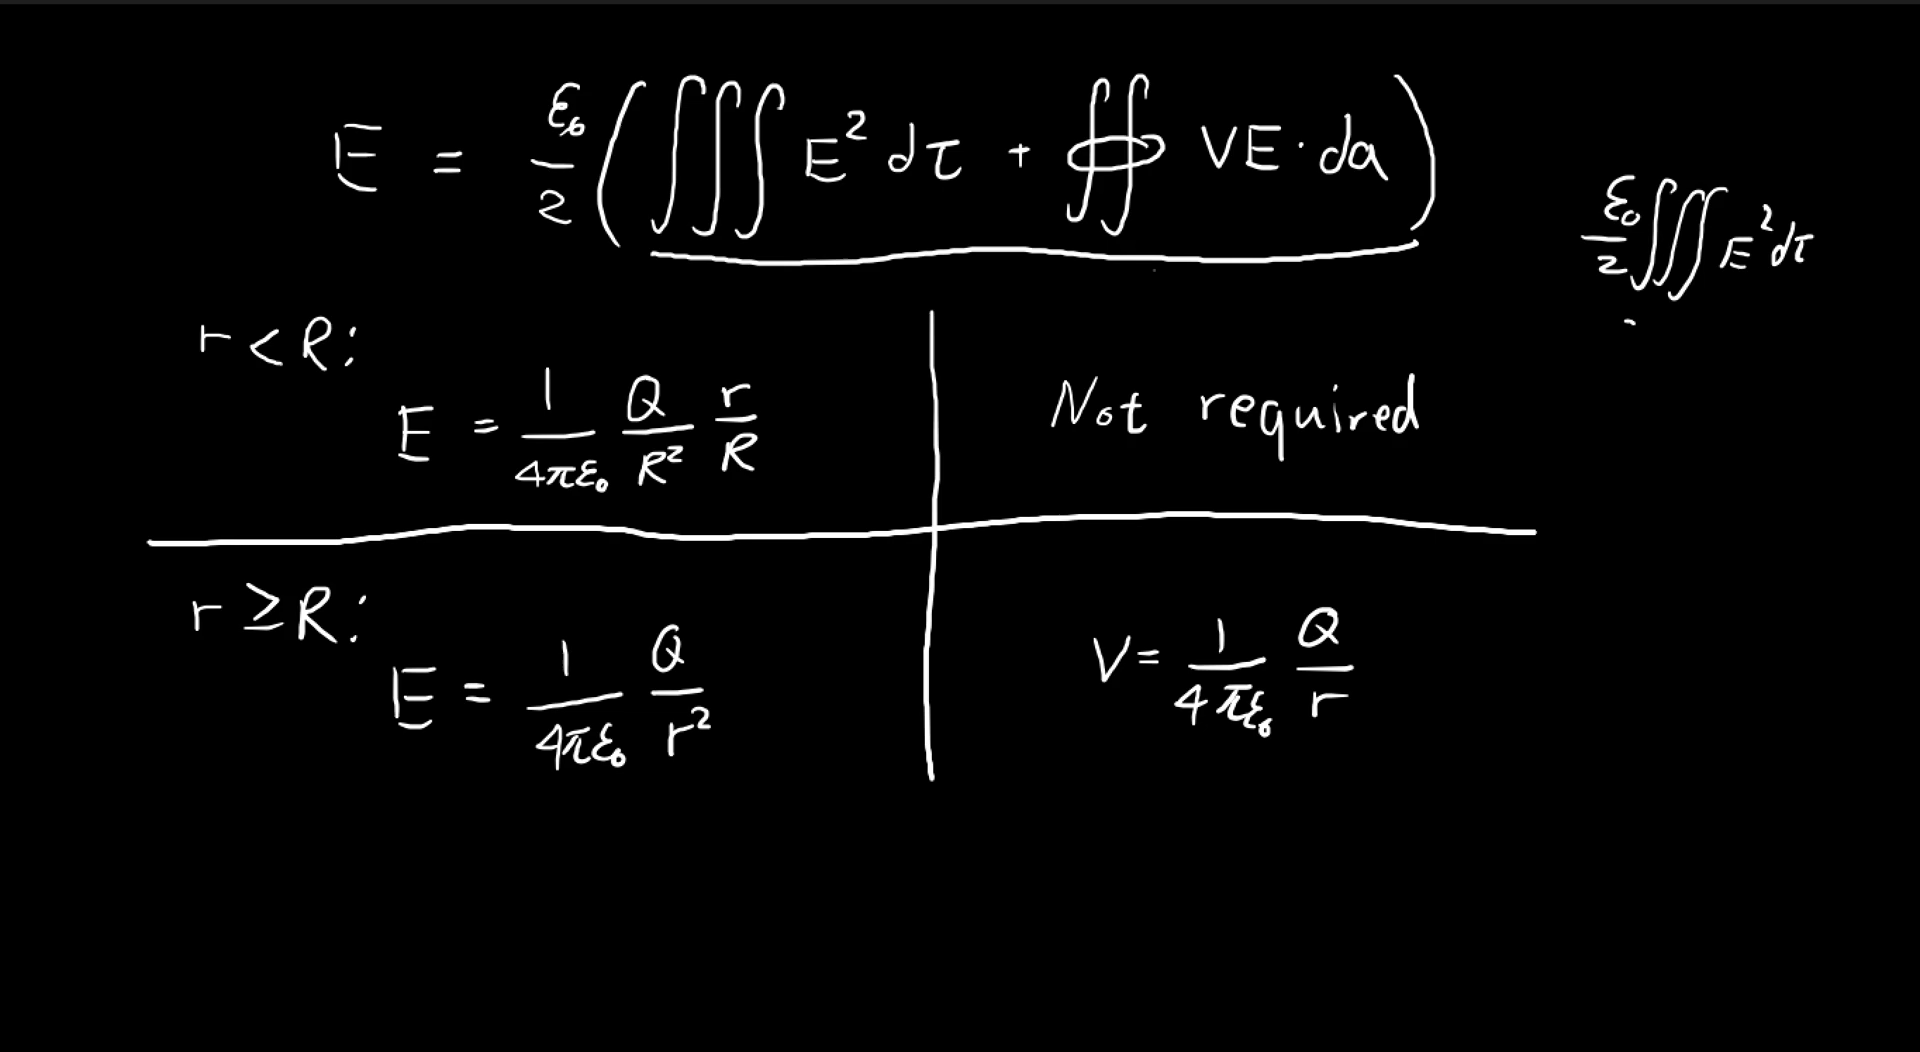 E = ε₀/2 (∭ E² dτ + ∯ VE · da)
ε₀/2 ∭ E² dτ
r < R:
E = 1/4πε₀ Q/R² r/R
Not required
r ≥ R:
E = 1/4πε₀ Q/r²
V = 1/4πε₀ Q/r